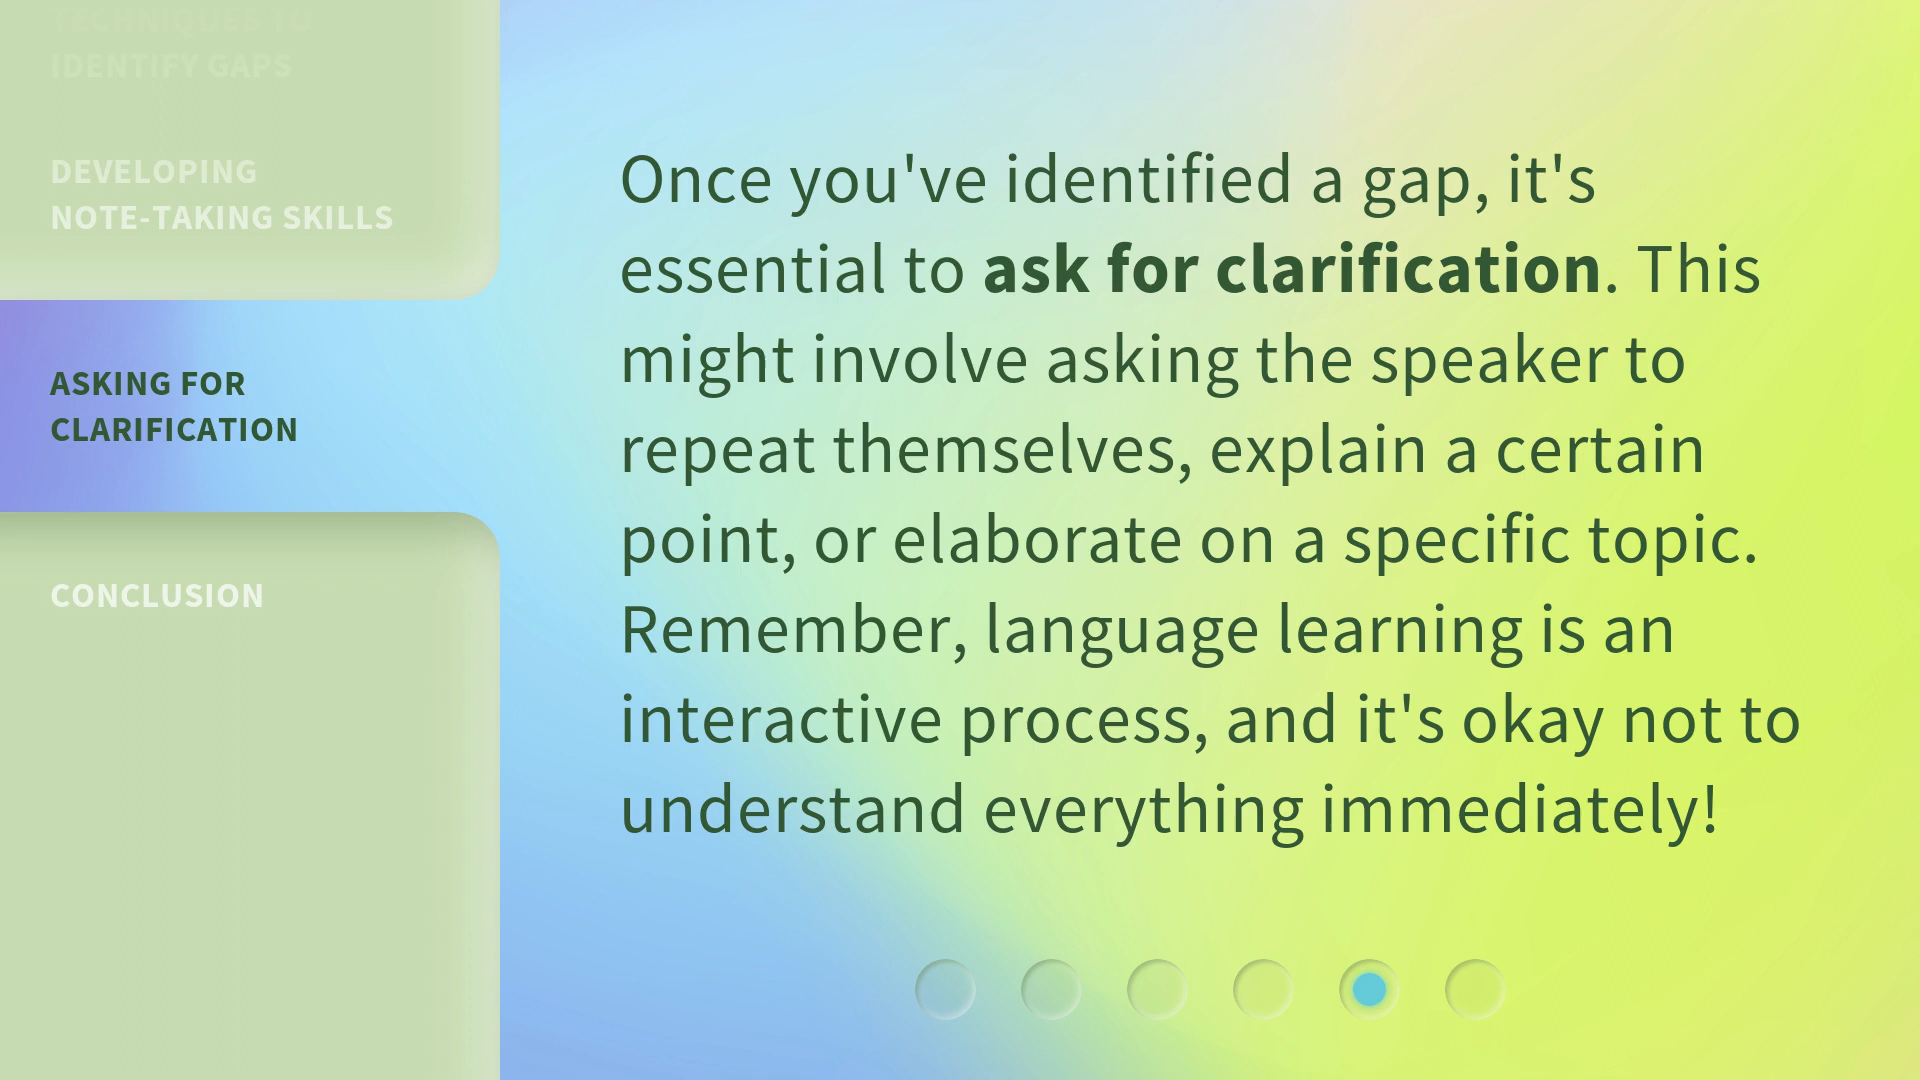 TECHNIQUES TO
IDENTIFY GAPS
DEVELOPING
NOTE-TAKING SKILLS
ASKING FOR
CLARIFICATION
CONCLUSION
Once you've identified a gap, it's
essential to ask for clarification. This
might involve asking the speaker to
repeat themselves, explain a certain
point, or elaborate on a specific topic.
Remember, language learning is an
interactive process, and it's okay not to
understand everything immediately!